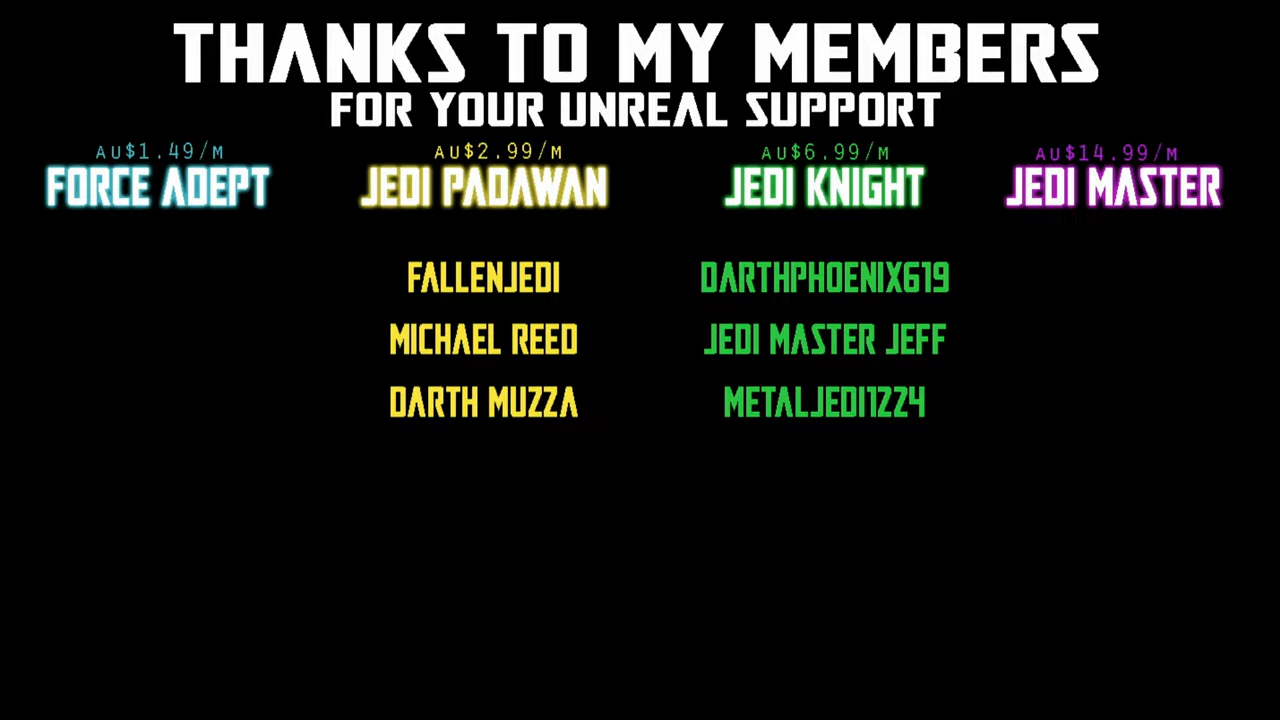 THANKS TO MY MEMBERS
FOR YOUR UNREAL SUPPORT
AU$1.49/M AU$2.99/M AU$6.99/M AU$14.99/M
FORCE ADEPT JEDI PADAWAN JEDI KNIGHT JEDI MASTER
FALLENJEDI DARTHPHOENIX619
MICHAEL REED JEDI MASTER JEFF
DARTH MUZZA METALJEDI1224